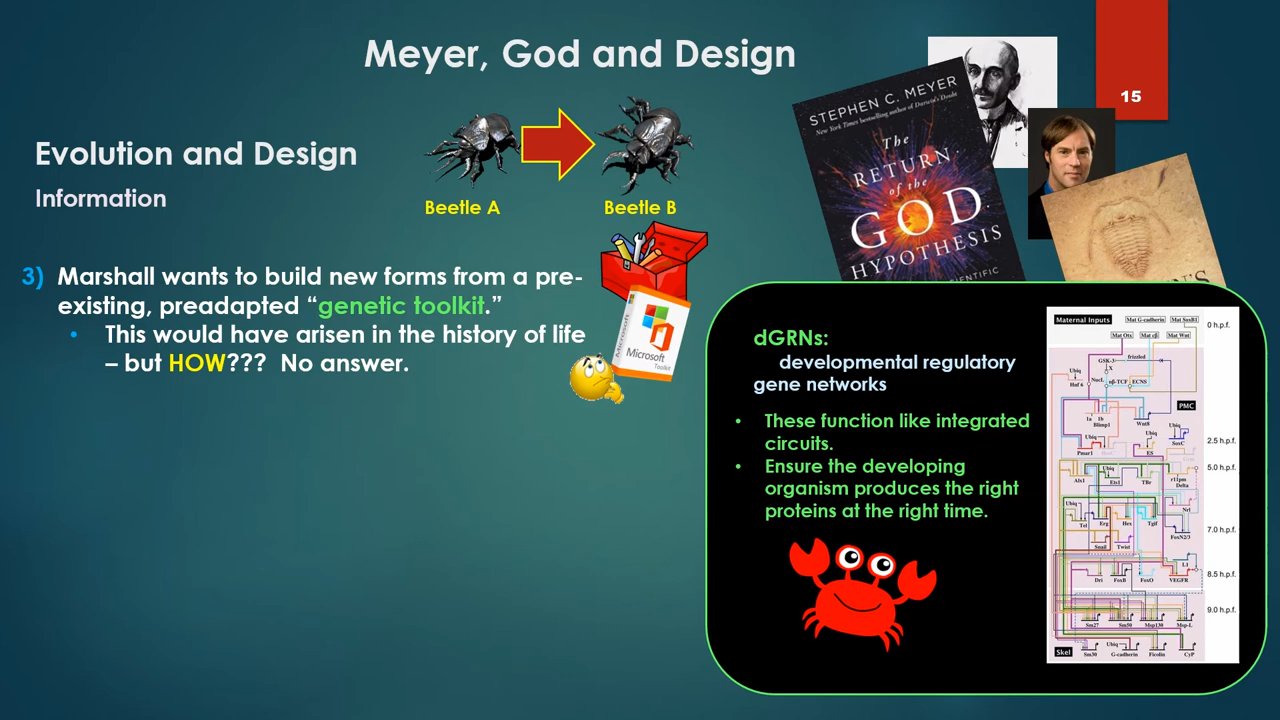 Meyer, God and Design
15
STEPHEN C. MEYER
New York Times bestselling author of Darwin's Doubt
The
RETURN
of the
GOD
HYPOTHESIS
Evolution and Design
Information
Beetle A
Beetle B
3) Marshall wants to build new forms from a pre-
existing, preadapted “genetic toolkit.”
• This would have arisen in the history of life
– but HOW??? No answer.
Microsoft
Microsoft
Toolkit
dGRNs:
developmental regulatory
gene networks
• These function like integrated
circuits.
• Ensure the developing
organism produces the right
proteins at the right time.
Maternal Inputs
Mat G-cadherin
Mat SoxB1
0 h.p.f.
Mat Otx
Mat cβ
Mat Wnt
GSK-3
frizzled
X
Ubiq
Hnf 6
NucL
nβ-TCF
ECNS
PMC
1a
1b
Blimp1
Wnt8
Ubiq
SoxC
2.5 h.p.f.
Ubiq
Ubiq
Pmar1
ES
5.0 h.p.f.
Alx1
Ubiq
Ets1
TBr
r11pm
Delta
Ubiq
Nrl
Tel
Erg
Hex
Tgif
7.0 h.p.f.
FoxN2/3
Snail
Twist
L1
Dri
FoxB
FoxO
VEGFR
8.5 h.p.f.
9.0 h.p.f.
Sm27
Sm50
Msp130
Msp-L
Ubiq
Skel
Sm30
G-cadherin
Ficolin
CyP